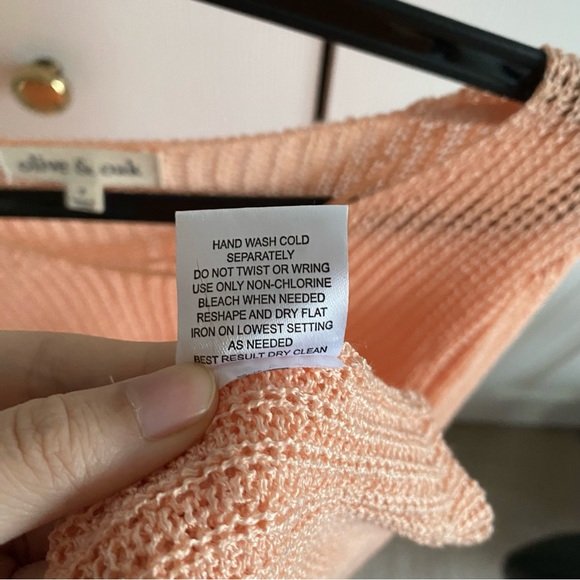 olive & oak
HAND WASH COLD
SEPARATELY
DO NOT TWIST OR WRING
USE ONLY NON-CHLORINE
BLEACH WHEN NEEDED
RESHAPE AND DRY FLAT
IRON ON LOWEST SETTING
AS NEEDED
BEST RESULT DRY CLEAN